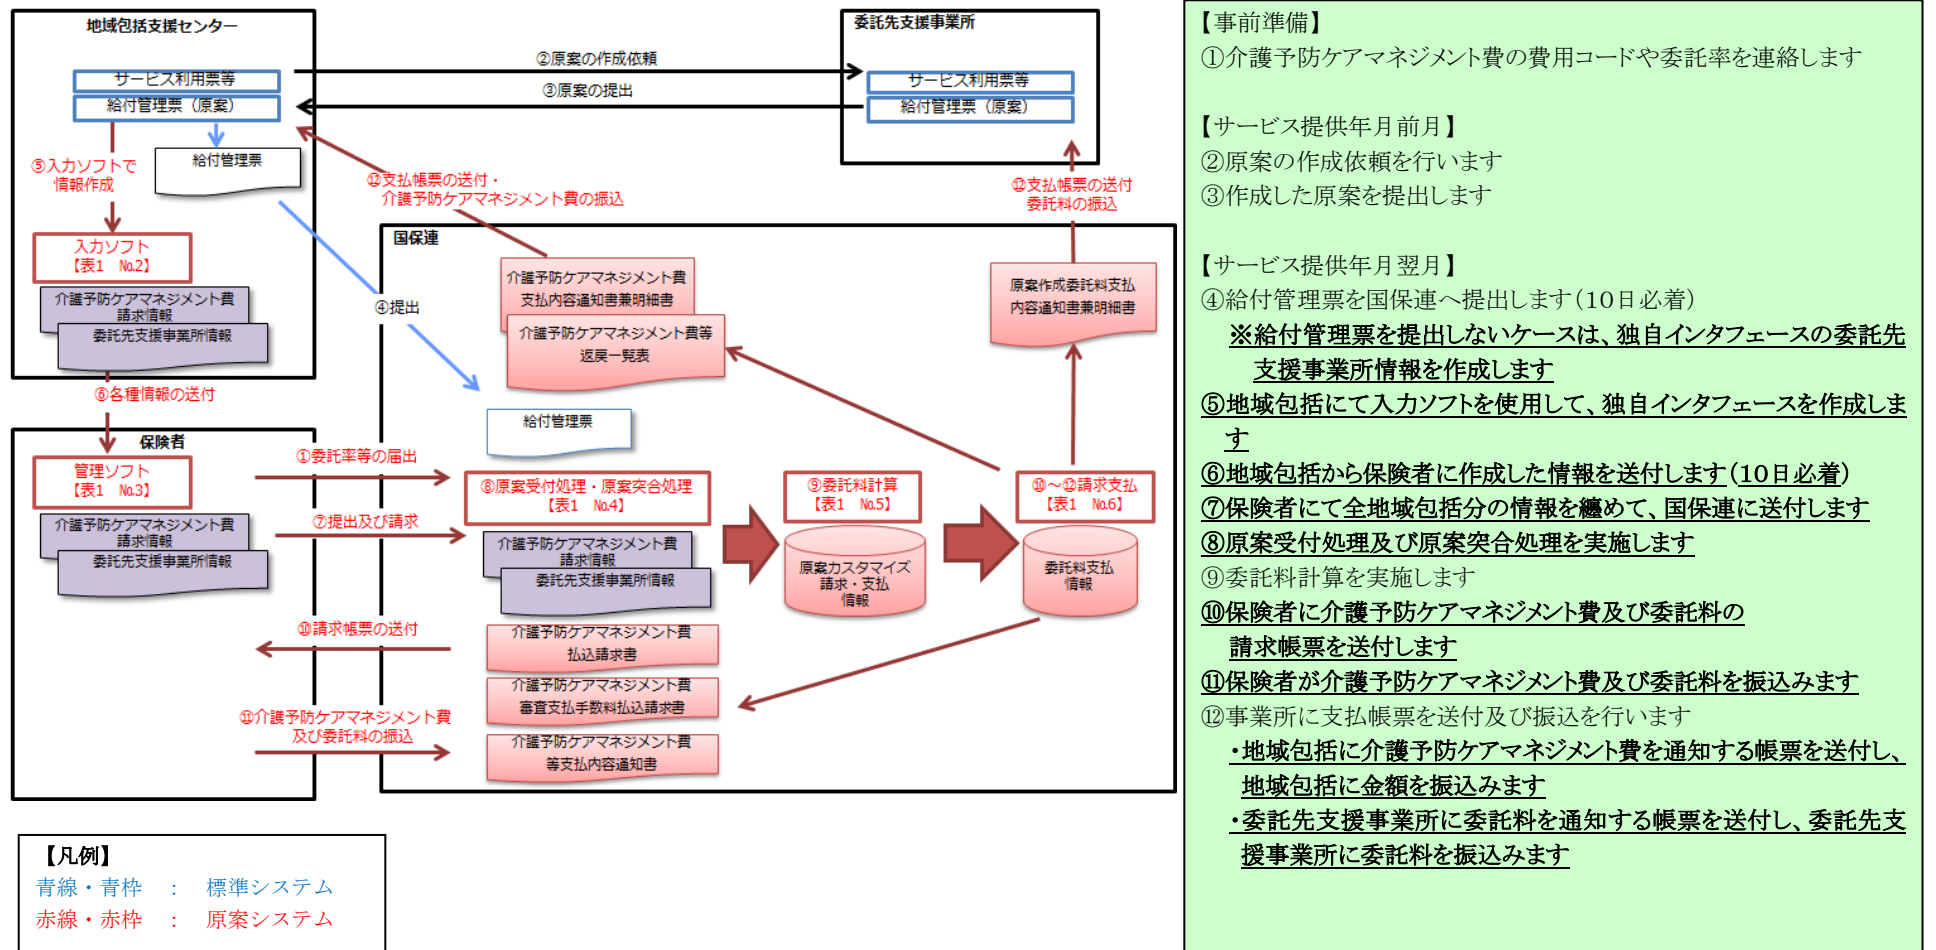 地域包括支援センター
サービス利用票等
給付管理票（原案）
給付管理票
⑤入力ソフトで
情報作成
入力ソフト
【表1　No.2】
介護予防ケアマネジメント費
請求情報
委託先支援事業所情報
⑥各種情報の送付
②原案の作成依頼
③原案の提出
委託先支援事業所
サービス利用票等
給付管理票（原案）
⑫支払帳票の送付・
介護予防ケアマネジメント費の振込
⑫支払帳票の送付
委託料の振込
④提出
国保連
介護予防ケアマネジメント費
支払内容通知書兼明細書
介護予防ケアマネジメント費等
返戻一覧表
原案作成委託料支払
内容通知書兼明細書
給付管理票
保険者
管理ソフト
【表1　No.3】
介護予防ケアマネジメント費
請求情報
委託先支援事業所情報
①委託率等の届出
⑦提出及び請求
⑧原案受付処理・原案突合処理
【表1　No.4】
介護予防ケアマネジメント費
請求情報
委託先支援事業所情報
⑨委託料計算
【表1　No.5】
原案カスタマイズ
請求・支払
情報
⑩～⑫請求支払
【表1　No.6】
委託料支払
情報
⑩請求帳票の送付
介護予防ケアマネジメント費
払込請求書
介護予防ケアマネジメント費
審査支払手数料払込請求書
⑪介護予防ケアマネジメント費
及び委託料の振込
介護予防ケアマネジメント費
等支払内容通知書
【凡例】
青線・青枠　：　標準システム
赤線・赤枠　：　原案システム
【事前準備】
①介護予防ケアマネジメント費の費用コードや委託率を連絡します
【サービス提供年月前月】
②原案の作成依頼を行います
③作成した原案を提出します
【サービス提供年月翌月】
④給付管理票を国保連へ提出します（10日必着）
※給付管理票を提出しないケースは、独自インタフェースの委託先
支援事業所情報を作成します
⑤地域包括にて入力ソフトを使用して、独自インタフェースを作成しま
す
⑥地域包括から保険者に作成した情報を送付します（10日必着）
⑦保険者にて全地域包括分の情報を纏めて、国保連に送付します
⑧原案受付処理及び原案突合処理を実施します
⑨委託料計算を実施します
⑩保険者に介護予防ケアマネジメント費及び委託料の
請求帳票を送付します
⑪保険者が介護予防ケアマネジメント費及び委託料を振込みます
⑫事業所に支払帳票を送付及び振込を行います
・地域包括に介護予防ケアマネジメント費を通知する帳票を送付し、
地域包括に金額を振込みます
・委託先支援事業所に委託料を通知する帳票を送付し、委託先支
援事業所に委託料を振込みます